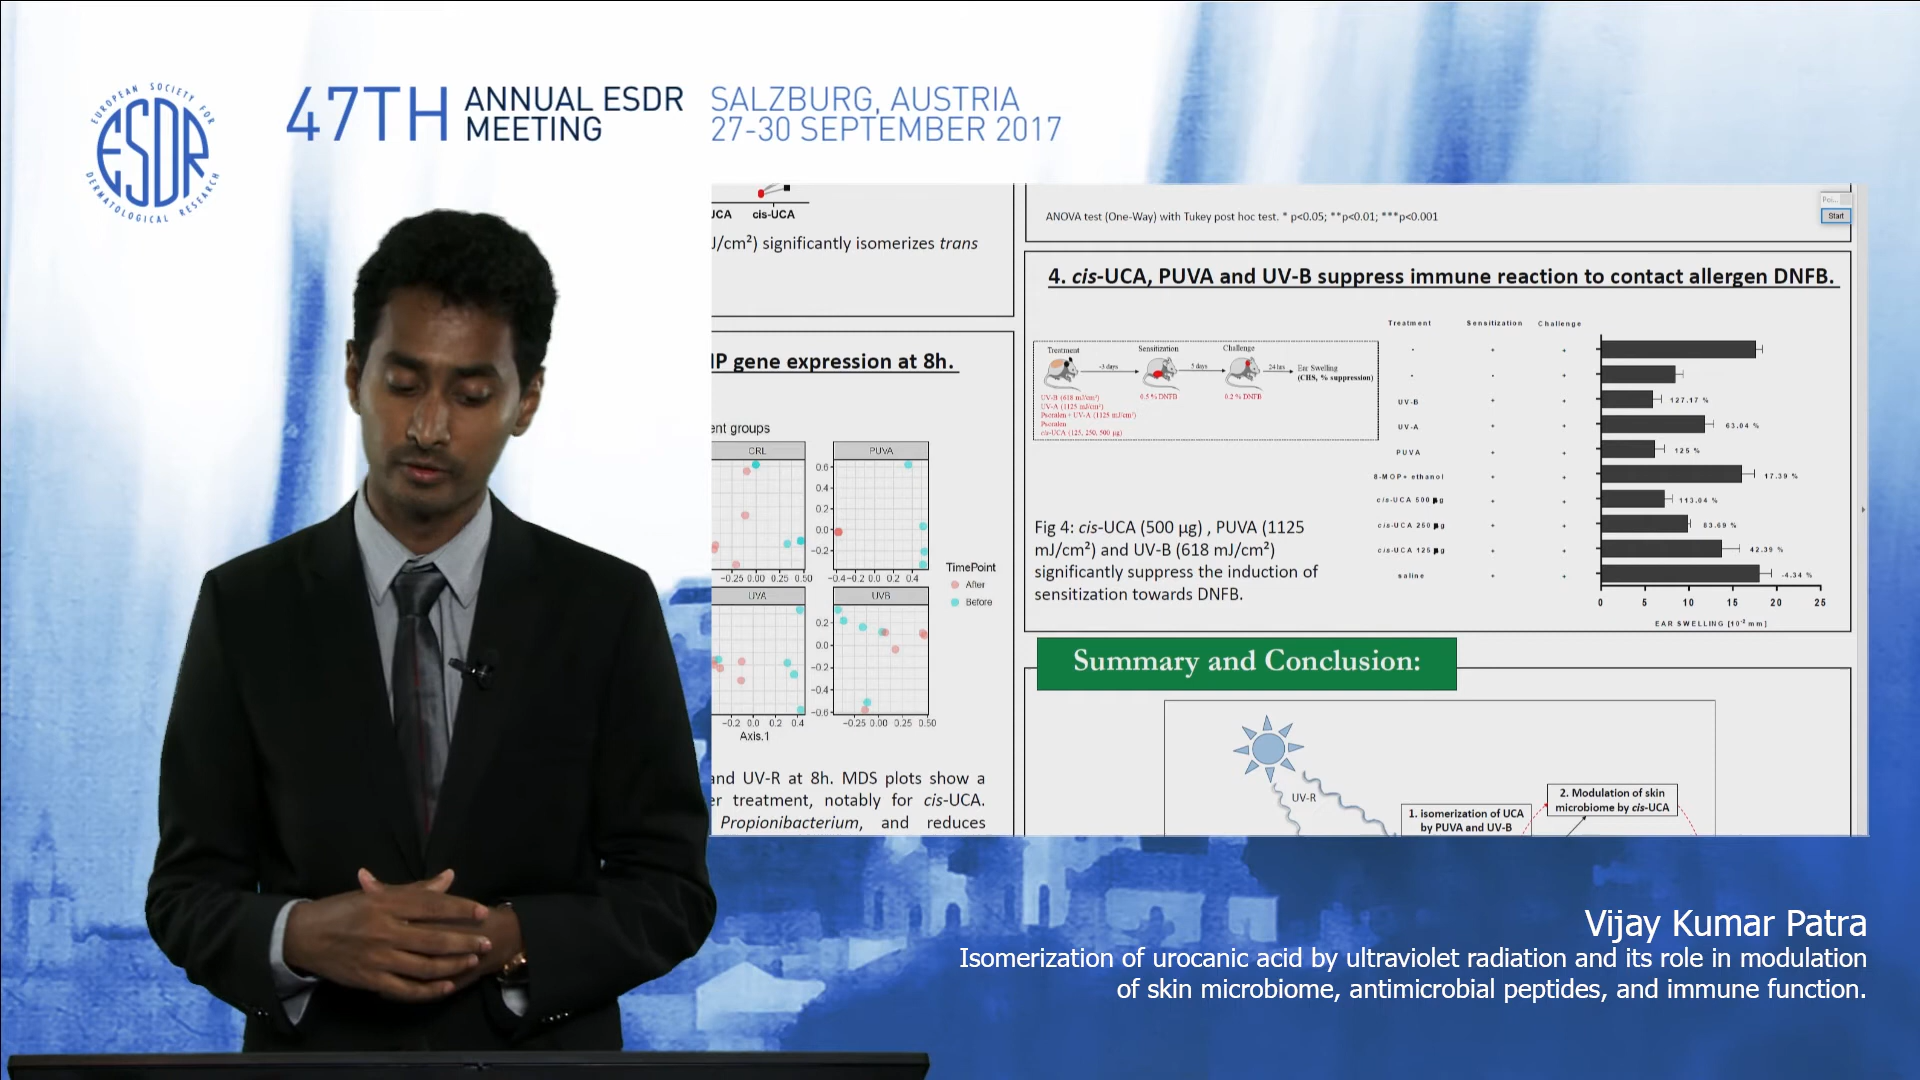 EUROPEAN SOCIETY FOR
ESDR
DERMATOLOGICAL RESEARCH
47TH ANNUAL ESDR MEETING
SALZBURG, AUSTRIA
27-30 SEPTEMBER 2017
JCA cis-UCA
J/cm²) significantly isomerizes trans
IP gene expression at 8h.
ent groups
CRL
PUVA
0.6
0.4
0.2
0.0
-0.2
-0.25 0.00 0.25 0.50
-0.4 -0.2 0.0 0.2 0.4
UVA
UVB
0.2
0.0
-0.2
-0.4
-0.6
-0.2 0.0 0.2 0.4
-0.25 0.00 0.25 0.50
Axis.1
TimePoint
After
Before
and UV-R at 8h. MDS plots show a
er treatment, notably for cis-UCA.
Propionibacterium, and reduces
ANOVA test (One-Way) with Tukey post hoc test. * p<0.05; **p<0.01; ***p<0.001
Start
4. cis-UCA, PUVA and UV-B suppress immune reaction to contact allergen DNFB.
Treatment
Sensitization
Challenge
-3 days
5 days
24 hrs
Ear Swelling
(CHS, % suppression)
UV-B (618 mJ/cm²)
UV-A (1125 mJ/cm²)
Psoralen + UV-A (1125 mJ/cm²)
Psoralen
cis-UCA (125, 250, 500 µg)
0.5 % DNFB
0.2 % DNFB
Treatment Sensitization Challenge
- + +
- - +
UV-B + + 127.17 %
UV-A + + 63.04 %
PUVA + + 125 %
8-MOP+ ethanol + + 17.39 %
cis-UCA 500 µg + + 113.04 %
cis-UCA 250 µg + + 83.69 %
cis-UCA 125 µg + + 42.39 %
saline + + -4.34 %
0 5 10 15 20 25
EAR SWELLING [10⁻² mm]
Fig 4: cis-UCA (500 µg) , PUVA (1125
mJ/cm²) and UV-B (618 mJ/cm²)
significantly suppress the induction of
sensitization towards DNFB.
Summary and Conclusion:
UV-R
1. isomerization of UCA
by PUVA and UV-B
2. Modulation of skin
microbiome by cis-UCA
Vijay Kumar Patra
Isomerization of urocanic acid by ultraviolet radiation and its role in modulation
of skin microbiome, antimicrobial peptides, and immune function.